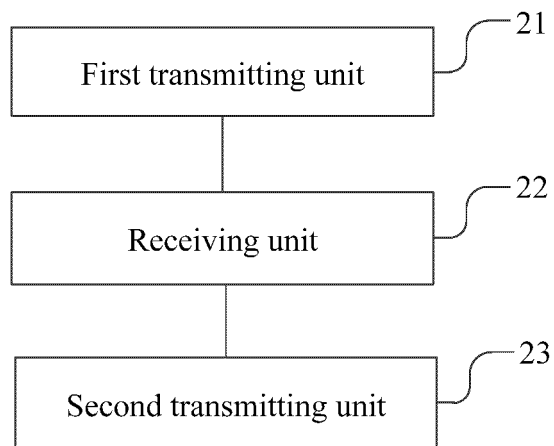 21
First transmitting unit
22
Receiving unit
23
Second transmitting unit